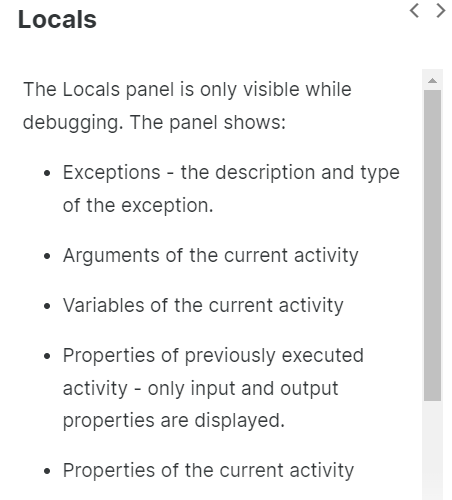 Locals
The Locals panel is only visible while
debugging. The panel shows:
• Exceptions - the description and type
of the exception.
• Arguments of the current activity
• Variables of the current activity
• Properties of previously executed
activity - only input and output
properties are displayed.
• Properties of the current activity